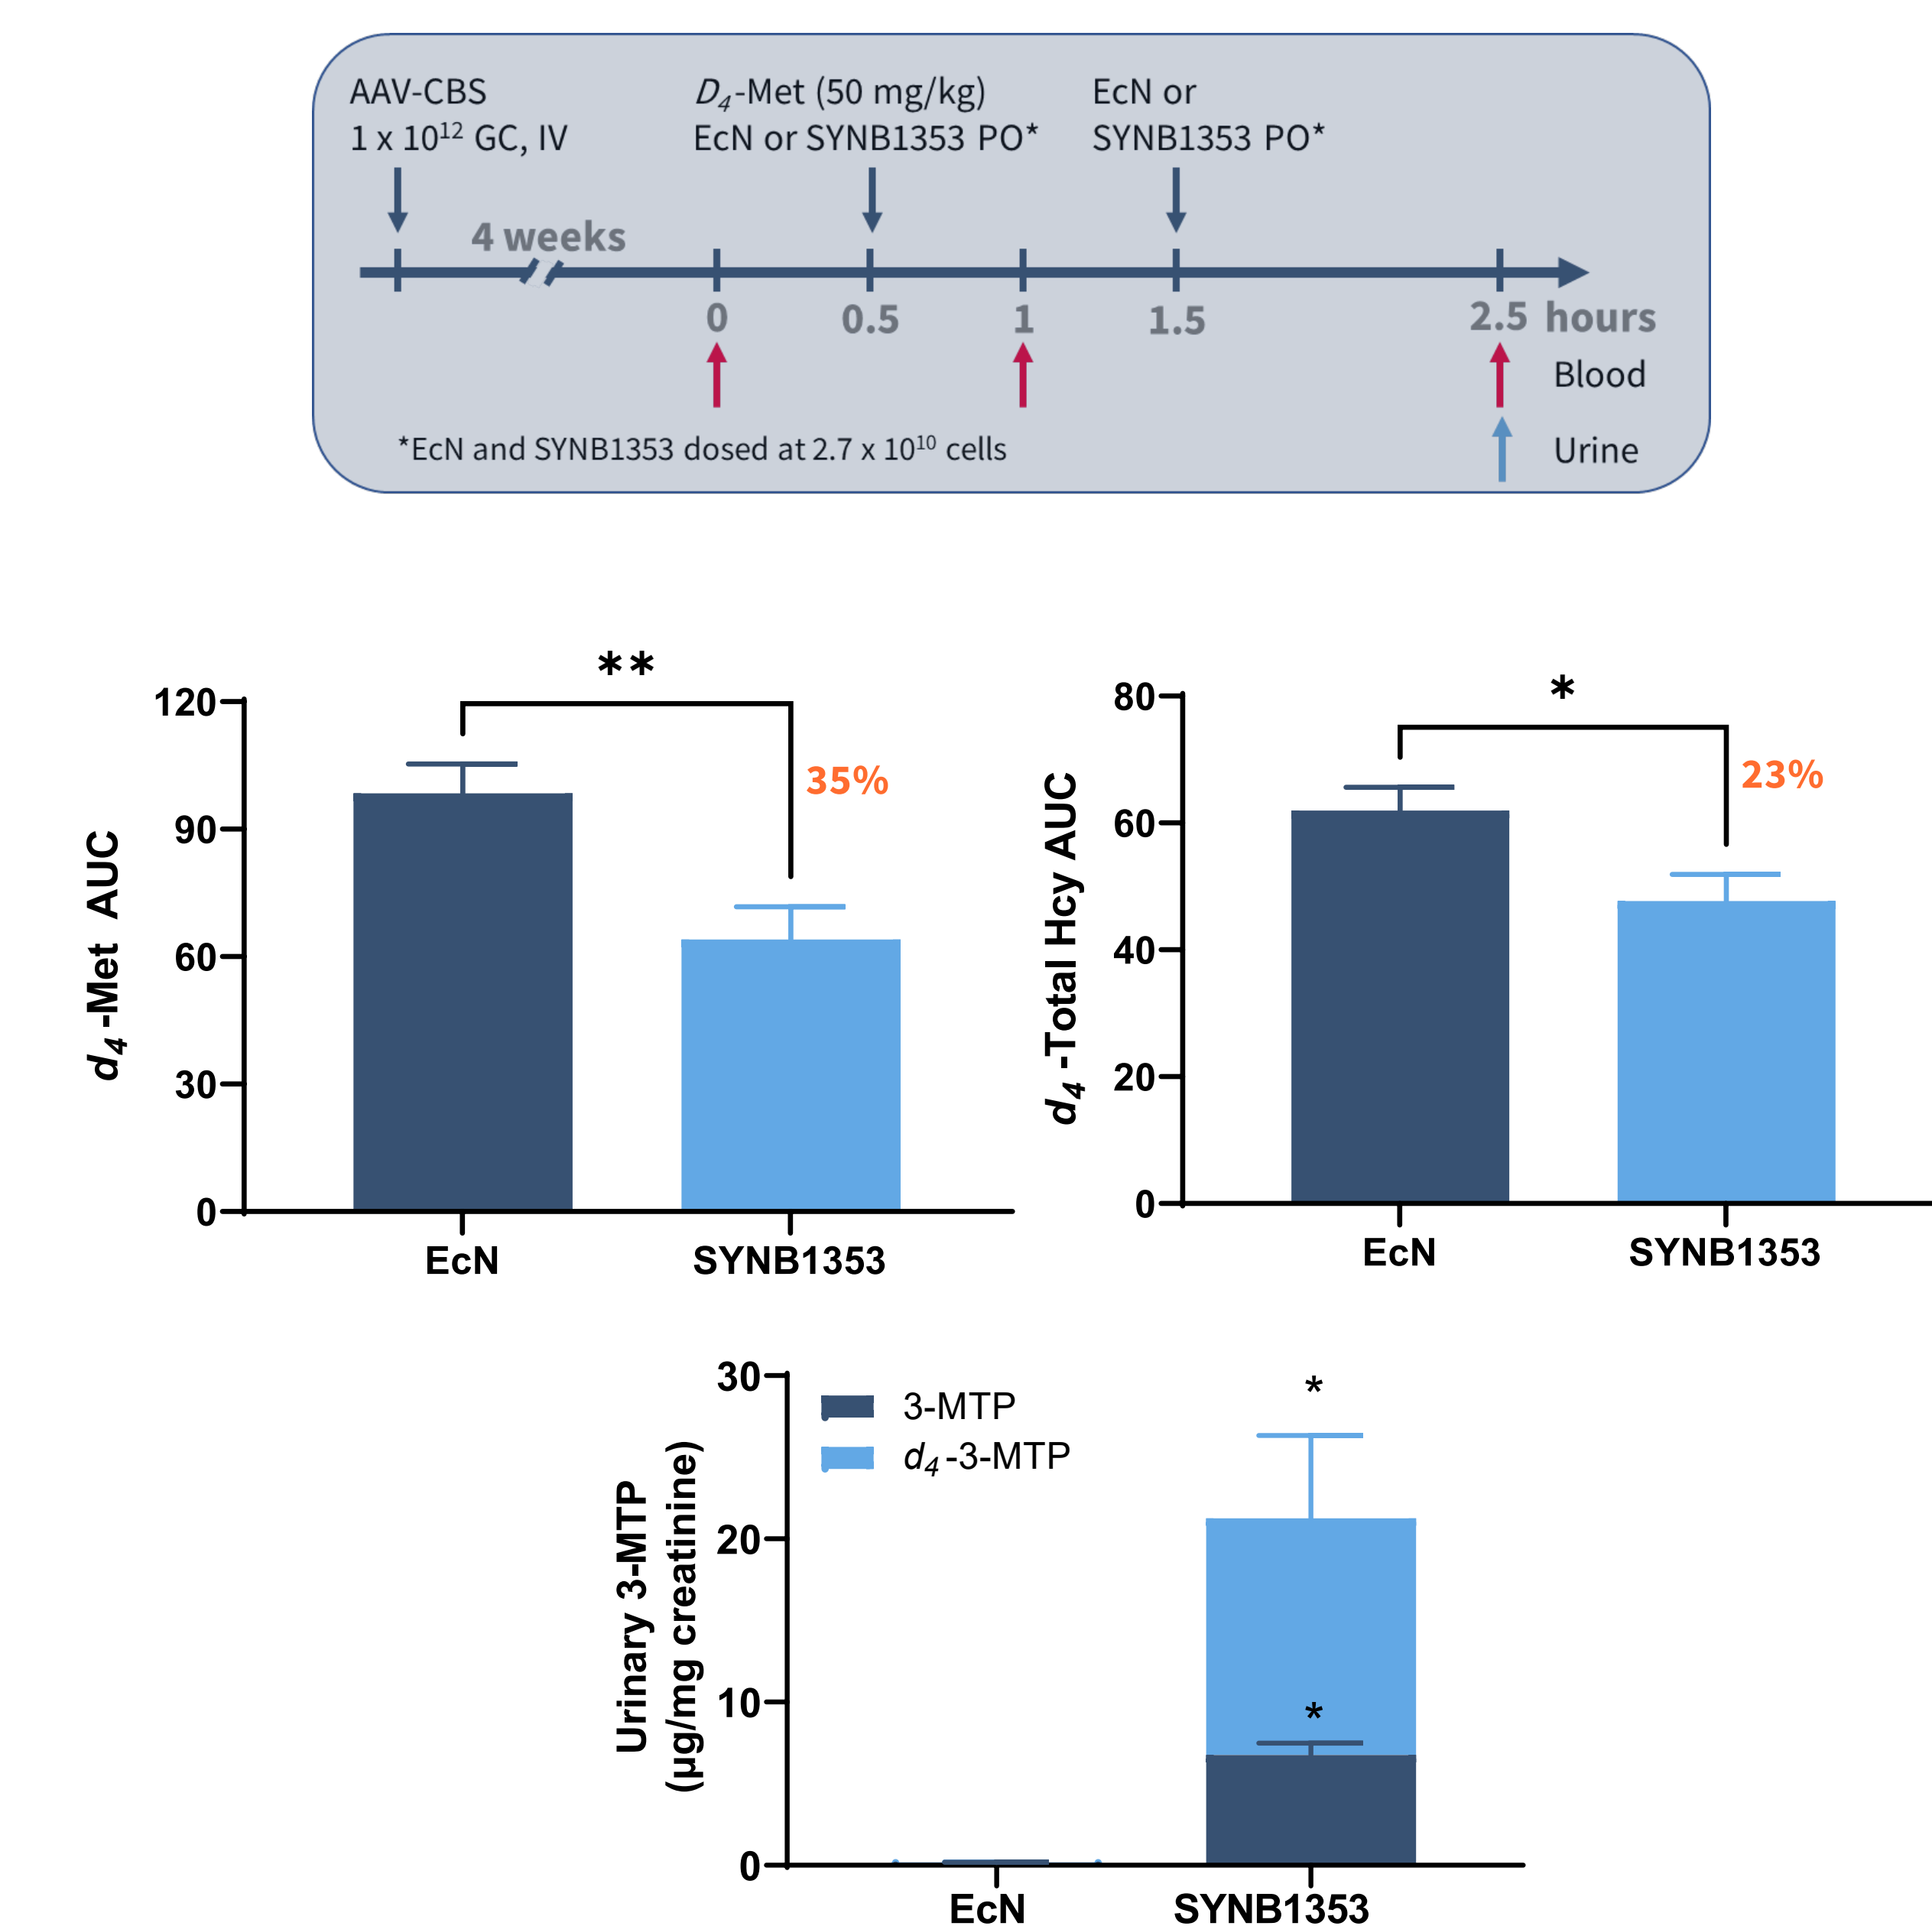 AAV-CBS
1 x 10¹² GC, IV
D₄-Met (50 mg/kg)
EcN or SYNB1353 PO*
EcN or
SYNB1353 PO*
4 weeks
0
0.5
1
1.5
2.5 hours
Blood
*EcN and SYNB1353 dosed at 2.7 x 10¹⁰ cells
Urine
d₄-Met AUC
120
90
60
30
0
**
35%
EcN
SYNB1353
d₄-Total Hcy AUC
80
60
40
20
0
*
23%
EcN
SYNB1353
Urinary 3-MTP
(µg/mg creatinine)
30
20
10
0
3-MTP
d₄-3-MTP
*
*
EcN
SYNB1353